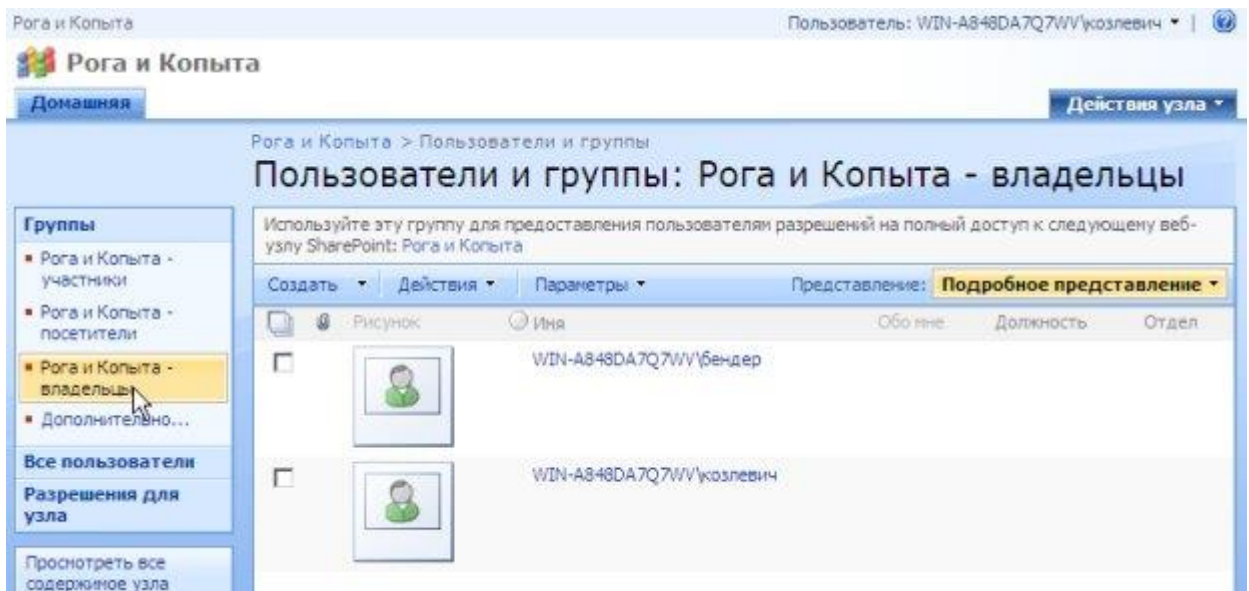 Рога и Копыта
Пользователь: WIN-A848DA7Q7WV\козлевич
Рога и Копыта
Домашняя
Действия узла
Рога и Копыта > Пользователи и группы
Пользователи и группы: Рога и Копыта - владельцы
Группы
Рога и Копыта -
участники
Рога и Копыта -
посетители
Рога и Копыта -
владельцы
Дополнительно...
Все пользователи
Разрешения для
узла
Просмотреть все
содержимое узла
Используйте эту группу для предоставления пользователям разрешений на полный доступ к следующему веб-
узлу SharePoint: Рога и Копыта
Создать Действия Параметры Представление: Подробное представление
Рисунок Имя Обо мне Должность Отдел
WIN-A848DA7Q7WV\бендер
WIN-A848DA7Q7WV\козлевич